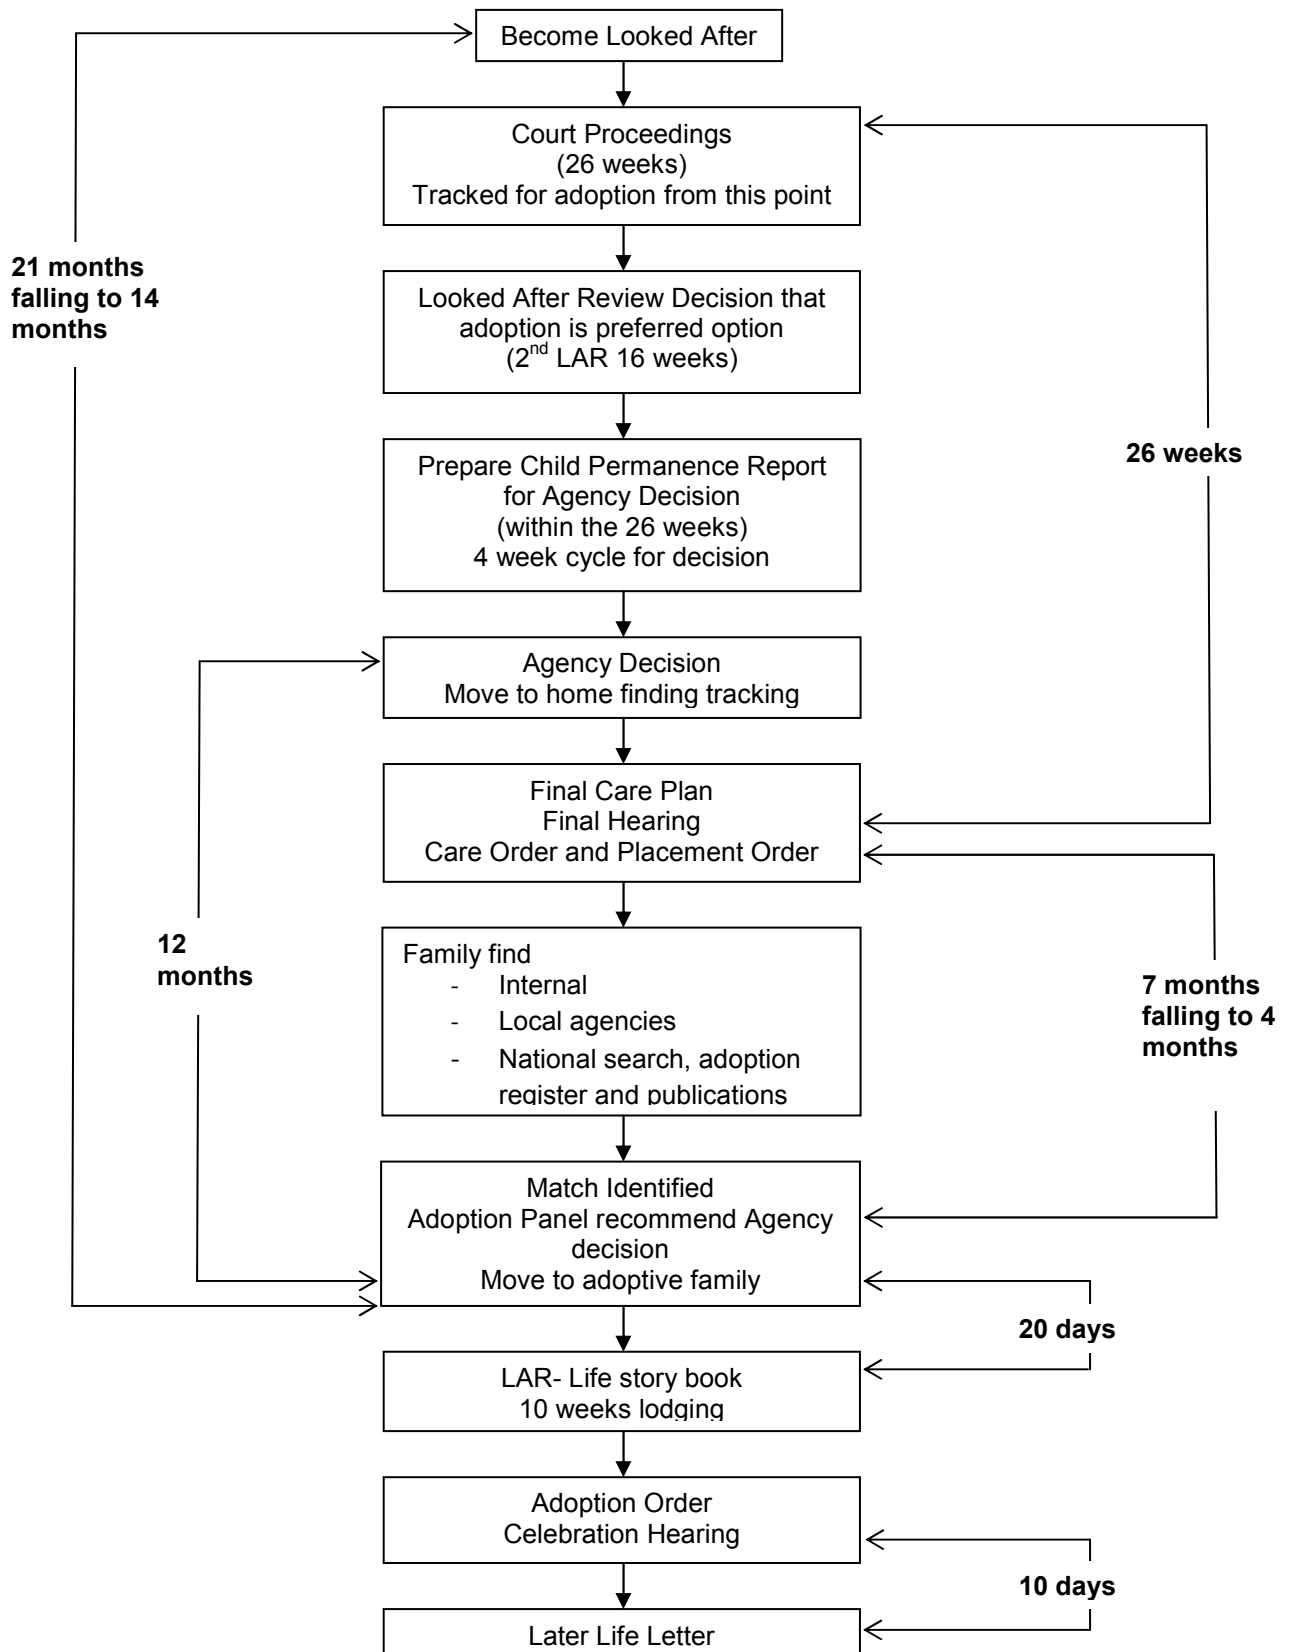 Become Looked After
Court Proceedings
(26 weeks)
Tracked for adoption from this point
21 months
falling to 14
months
Looked After Review Decision that
adoption is preferred option
(2nd LAR 16 weeks)
Prepare Child Permanence Report
for Agency Decision
(within the 26 weeks)
4 week cycle for decision
26 weeks
Agency Decision
Move to home finding tracking
Final Care Plan
Final Hearing
Care Order and Placement Order
12
months
Family find
- Internal
- Local agencies
- National search, adoption
register and publications
7 months
falling to 4
months
Match Identified
Adoption Panel recommend Agency
decision
Move to adoptive family
20 days
LAR- Life story book
10 weeks lodging
Adoption Order
Celebration Hearing
10 days
Later Life Letter